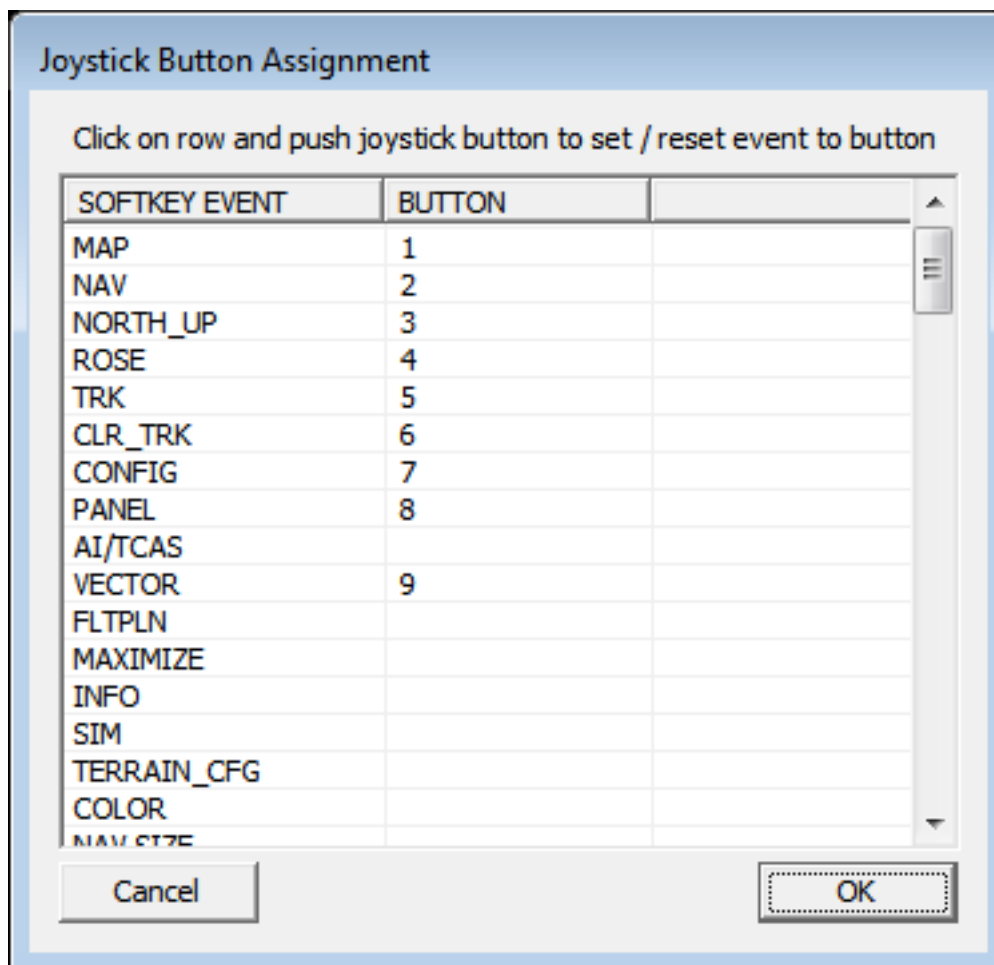 Joystick Button Assignment
Click on row and push joystick button to set / reset event to button
SOFTKEY EVENT BUTTON
MAP 1
NAV 2
NORTH_UP 3
ROSE 4
TRK 5
CLR_TRK 6
CONFIG 7
PANEL 8
AI/TCAS
VECTOR 9
FLTPLN
MAXIMIZE
INFO
SIM
TERRAIN_CFG
COLOR
NAV SIZE
Cancel OK